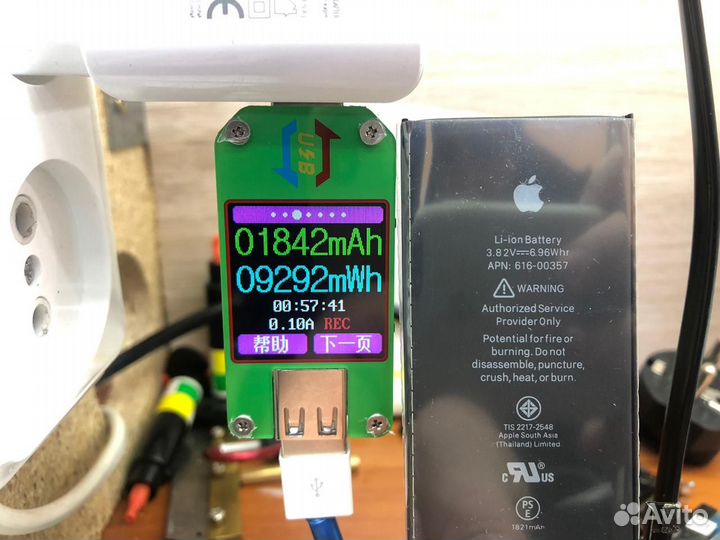 USB
01842mAh
09292mWh
00:57:41
0.10A REC
帮助 下一页
Li-ion Battery
3.82V⎓6.96Whr
APN: 616-00357
WARNING
Authorized Service
Provider Only
Potential for fire or
burning. Do not
disassemble, puncture,
crush, heat, or burn.
TIS 2217-2548
Apple South Asia
(Thailand) Limited
c RU US
PS
E
1821mAh
Avito